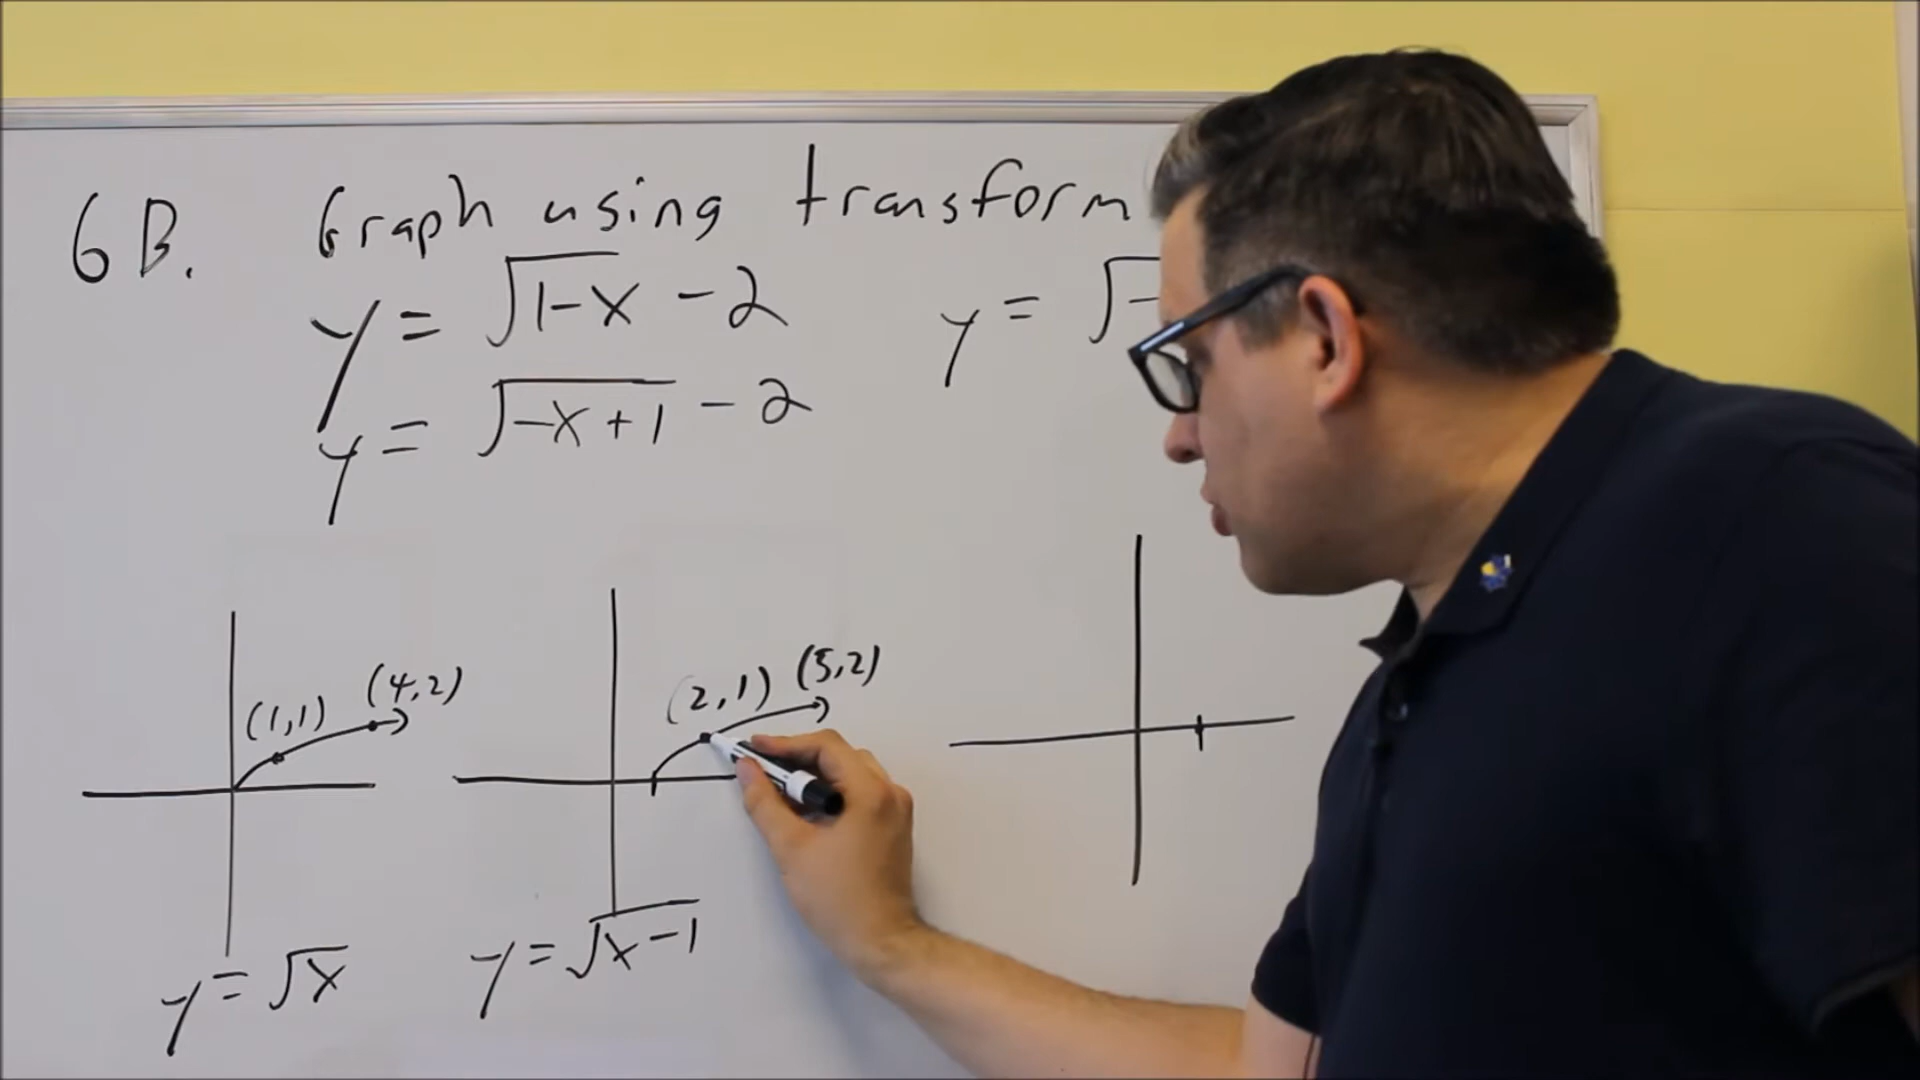 6B. Graph using transform
y = √1-x - 2
y = √-
y = √-x+1 - 2
(1,1) (4,2)
(2,1) (5,2)
y = √x
y = √x-1